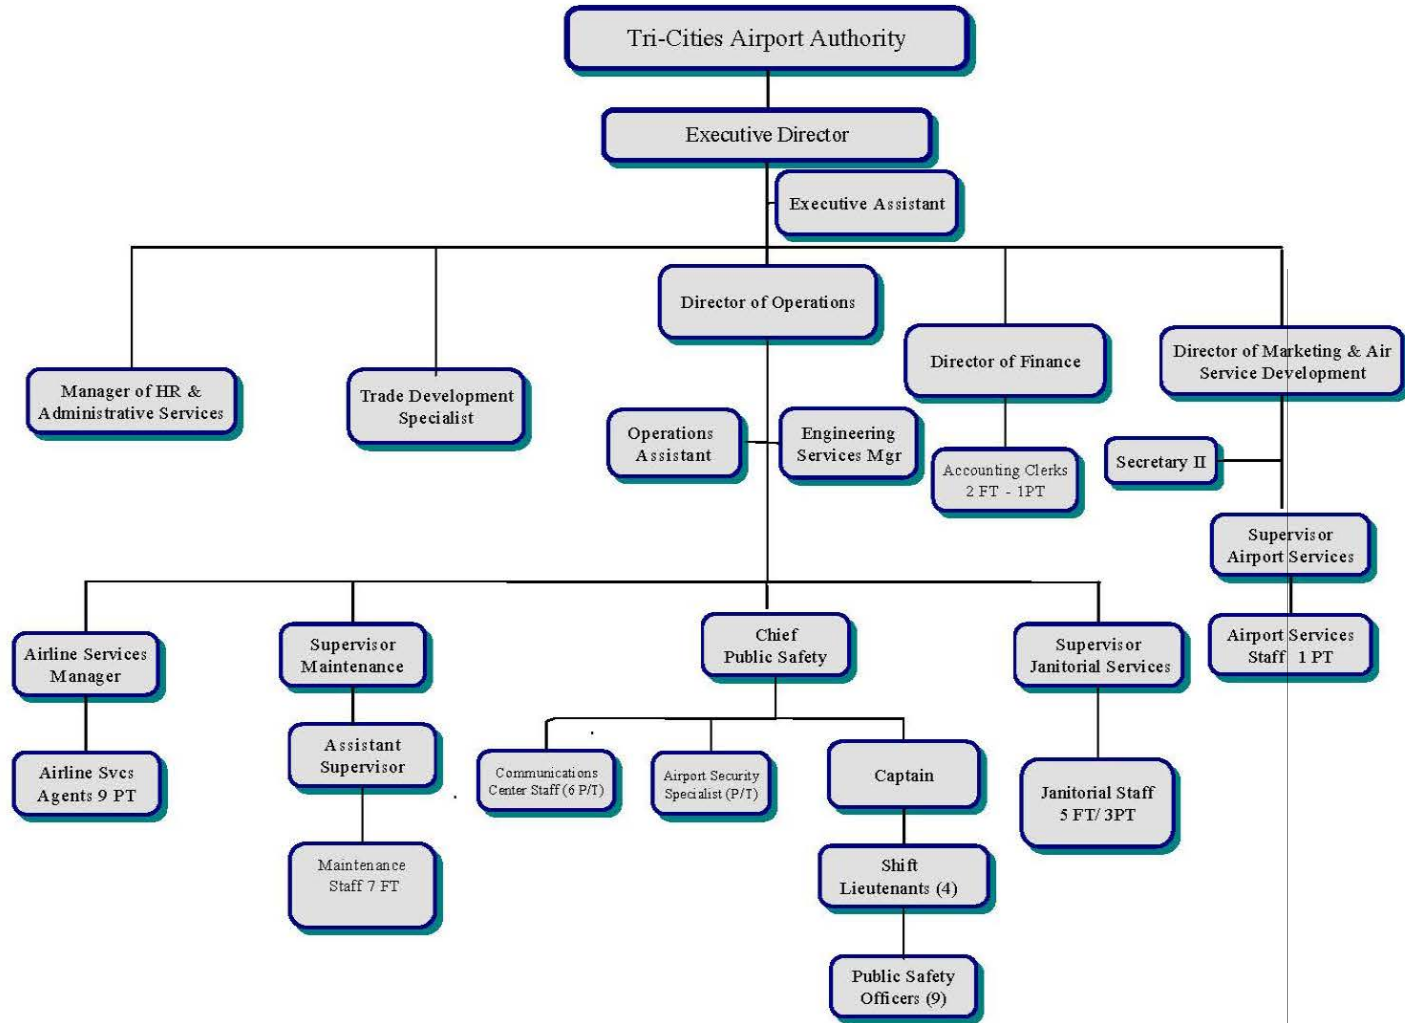 Tri-Cities Airport Authority
Executive Director
Executive Assistant
Director of Operations
Director of Finance
Director of Marketing & Air
Service Development
Manager of HR &
Administrative Services
Trade Development
Specialist
Operations
Assistant
Engineering
Services Mgr
Accounting Clerks
2 FT - 1PT
Secretary II
Supervisor
Airport Services
Airport Services
Staff 1 PT
Airline Services
Manager
Supervisor
Maintenance
Chief
Public Safety
Supervisor
Janitorial Services
Airline Svcs
Agents 9 PT
Assistant
Supervisor
Communications
Center Staff (6 P/T)
Airport Security
Specialist (P/T)
Captain
Janitorial Staff
5 FT/ 3PT
Maintenance
Staff 7 FT
Shift
Lieutenants (4)
Public Safety
Officers (9)